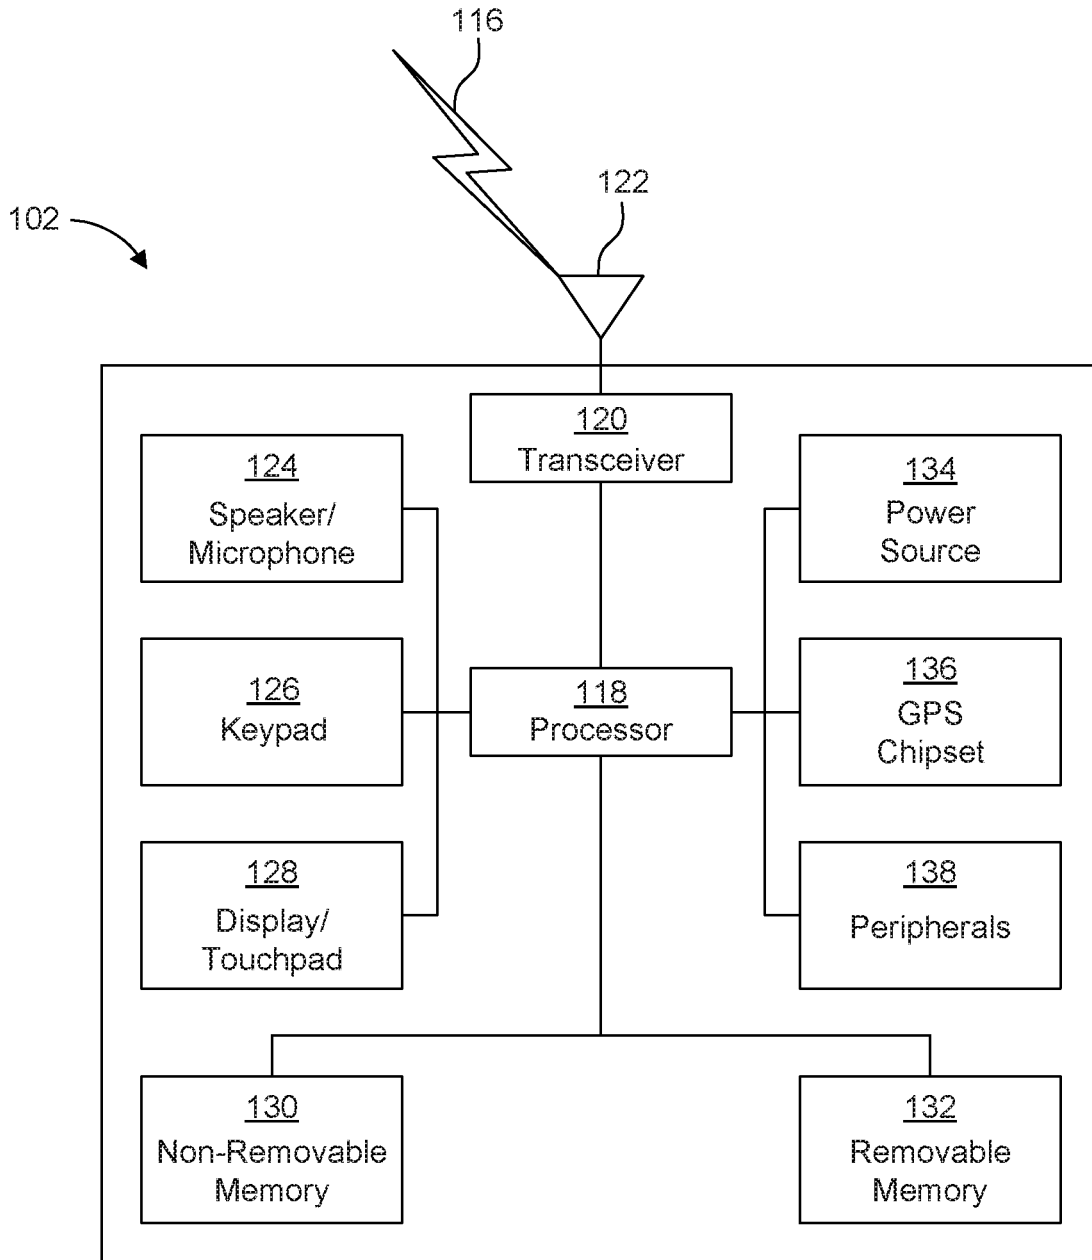 116
122
102
120
Transceiver
124
Speaker/
Microphone
134
Power
Source
126
Keypad
118
Processor
136
GPS
Chipset
128
Display/
Touchpad
138
Peripherals
130
Non-Removable
Memory
132
Removable
Memory